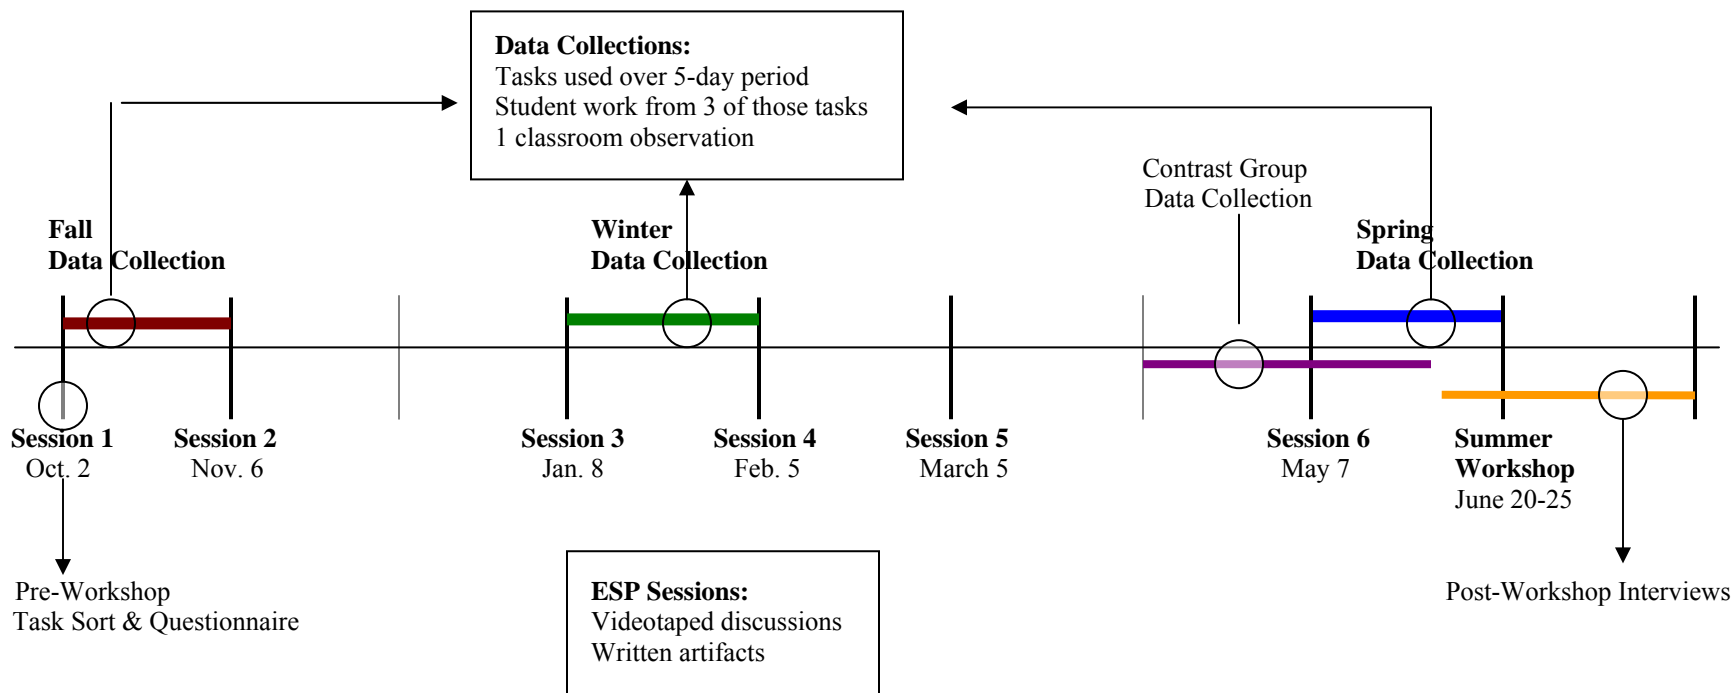 Data Collections:
Tasks used over 5-day period
Student work from 3 of those tasks
1 classroom observation
Contrast Group
Data Collection
Fall
Data Collection
Winter
Data Collection
Spring
Data Collection
Session 1
Oct. 2
Session 2
Nov. 6
Session 3
Jan. 8
Session 4
Feb. 5
Session 5
March 5
Session 6
May 7
Summer
Workshop
June 20-25
Pre-Workshop
Task Sort & Questionnaire
ESP Sessions:
Videotaped discussions
Written artifacts
Post-Workshop Interviews